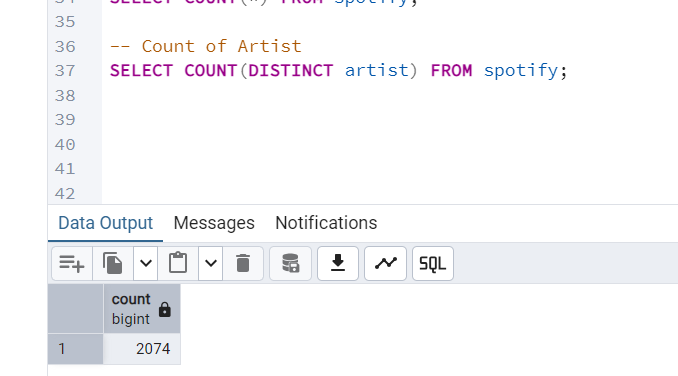 34 SELECT COUNT(*) FROM spotify;
35
36 -- Count of Artist
37 SELECT COUNT(DISTINCT artist) FROM spotify;
38
39
40
41
42
Data Output Messages Notifications
SQL
count
bigint
1 2074